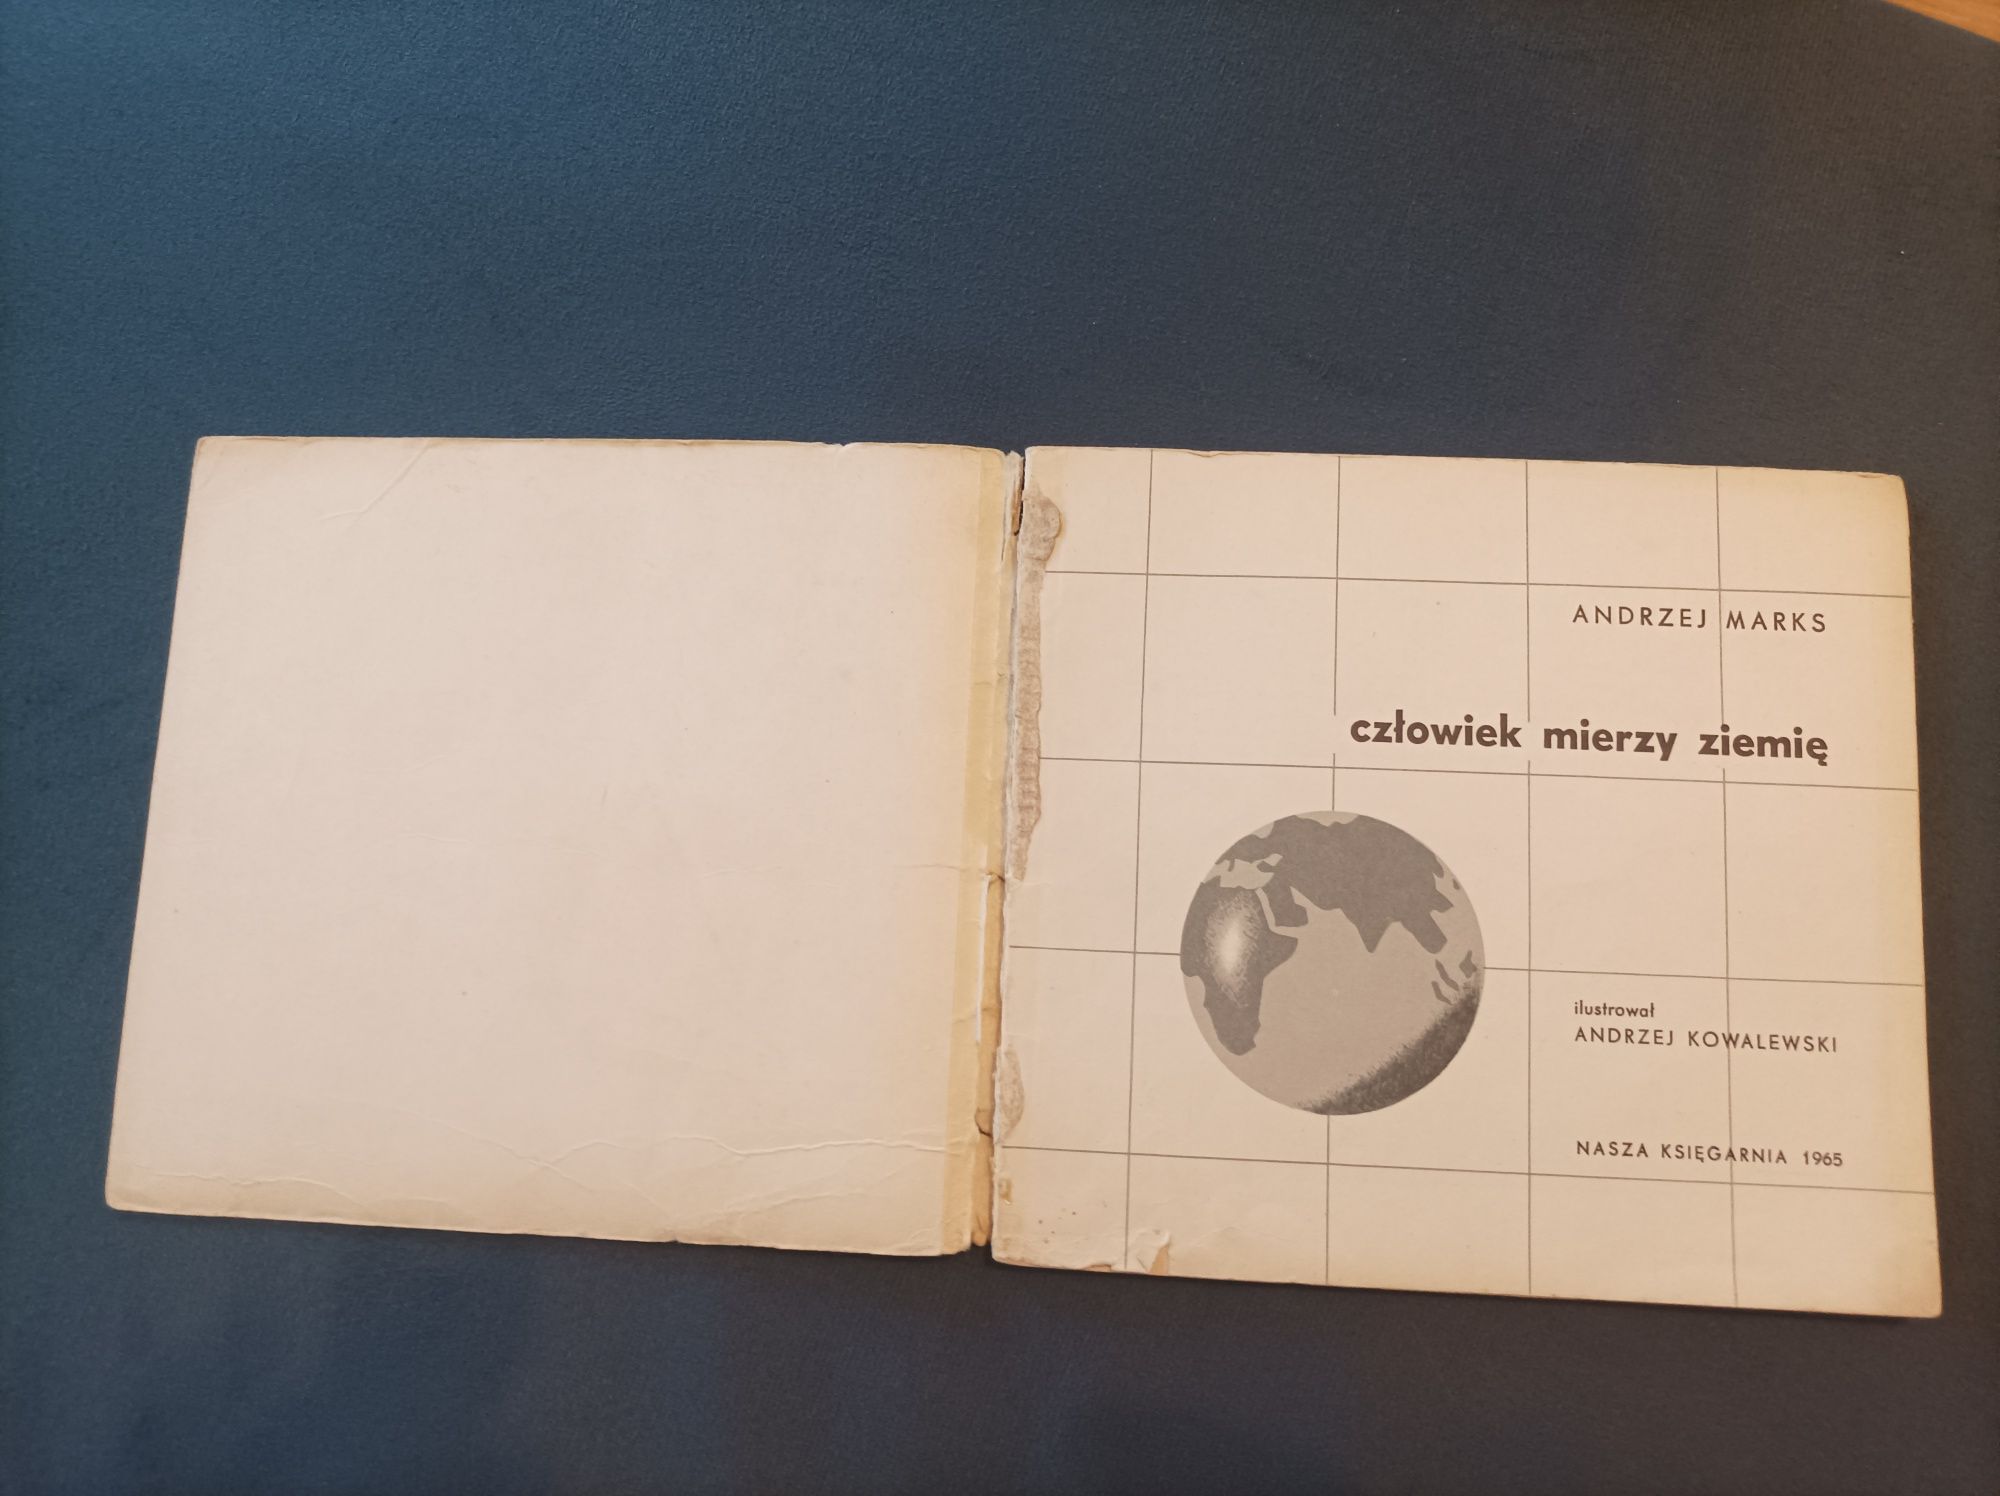 ANDRZEJ MARKS
człowiek mierzy ziemię
ilustrował
ANDRZEJ KOWALEWSKI
NASZA KSIĘGARNIA 1965